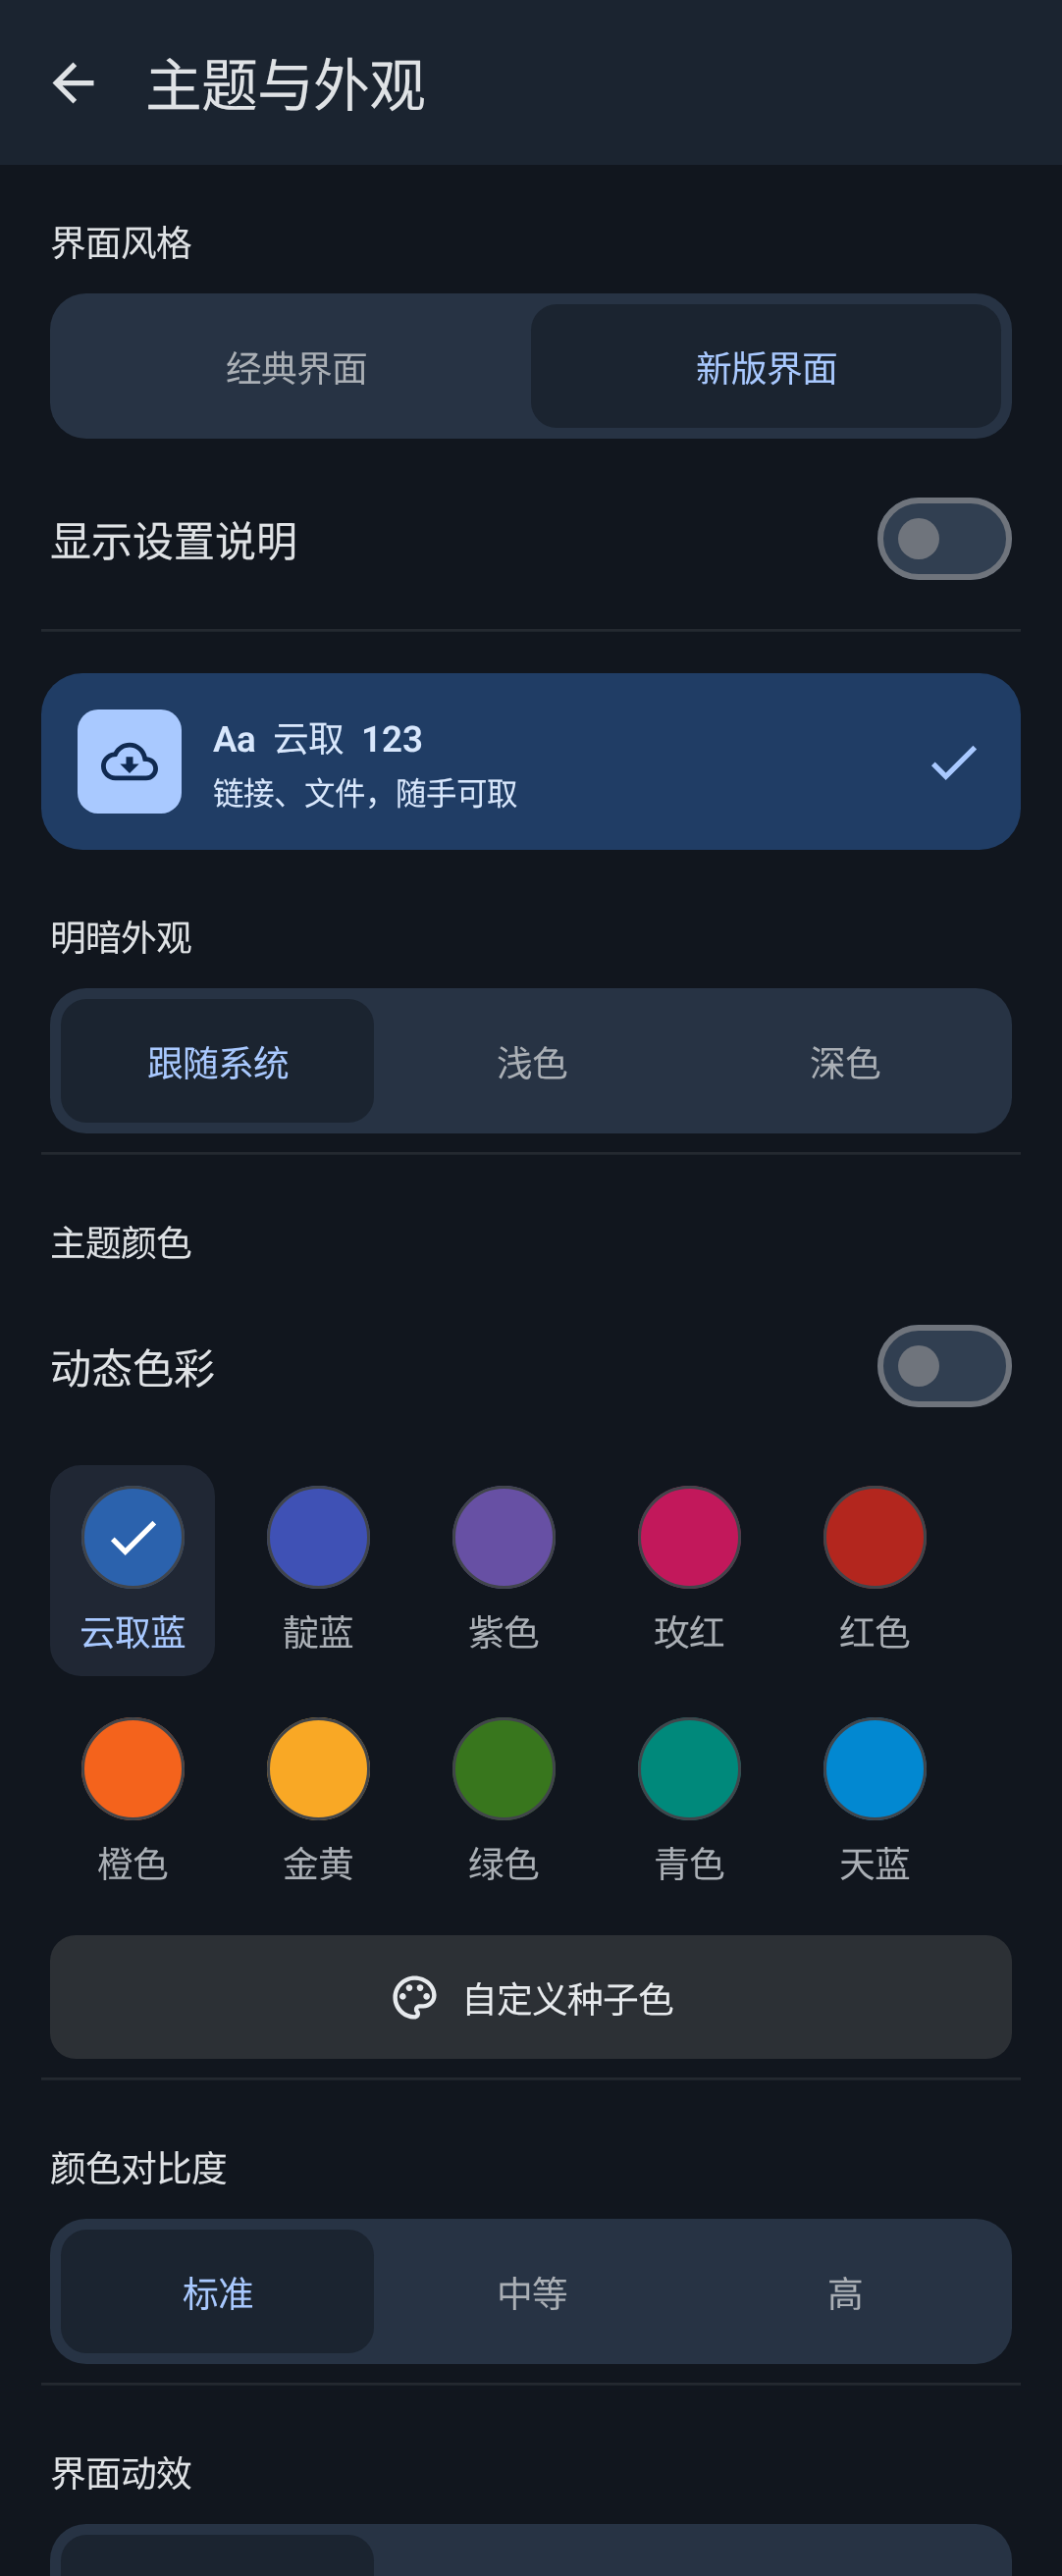 主题与外观
界面风格
经典界面 新版界面
显示设置说明
Aa 云取 123
链接、文件，随手可取
明暗外观
跟随系统 浅色 深色
主题颜色
动态色彩
云取蓝 靛蓝 紫色 玫红 红色
橙色 金黄 绿色 青色 天蓝
自定义种子色
颜色对比度
标准 中等 高
界面动效